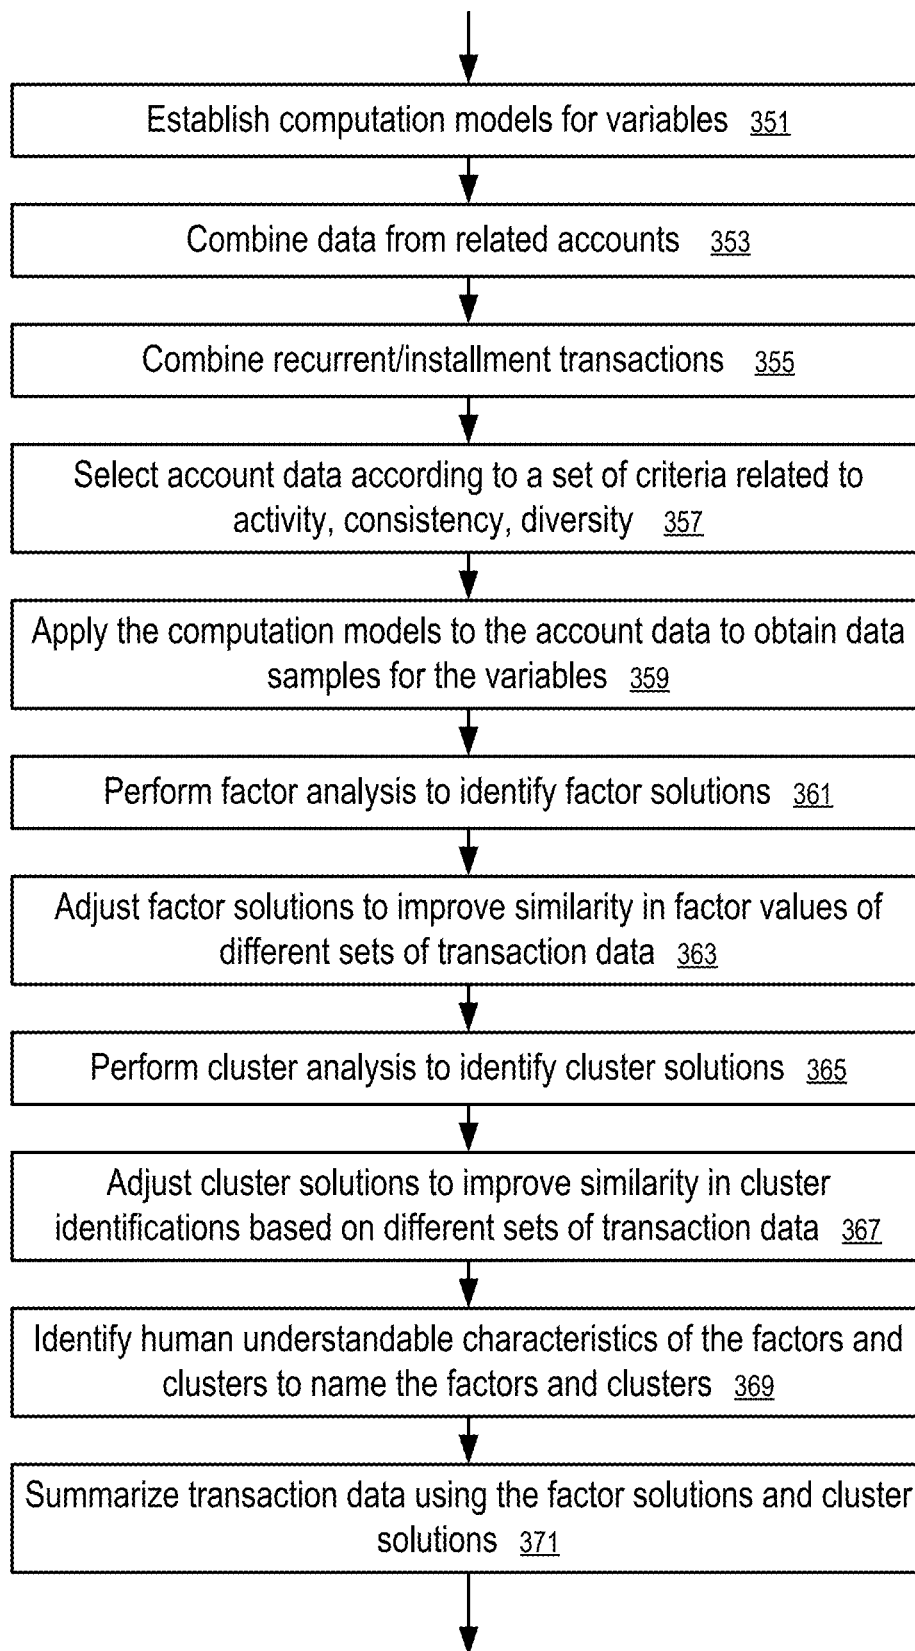 Establish computation models for variables 351
Combine data from related accounts 353
Combine recurrent/installment transactions 355
Select account data according to a set of criteria related to
activity, consistency, diversity 357
Apply the computation models to the account data to obtain data
samples for the variables 359
Perform factor analysis to identify factor solutions 361
Adjust factor solutions to improve similarity in factor values of
different sets of transaction data 363
Perform cluster analysis to identify cluster solutions 365
Adjust cluster solutions to improve similarity in cluster
identifications based on different sets of transaction data 367
Identify human understandable characteristics of the factors and
clusters to name the factors and clusters 369
Summarize transaction data using the factor solutions and cluster
solutions 371